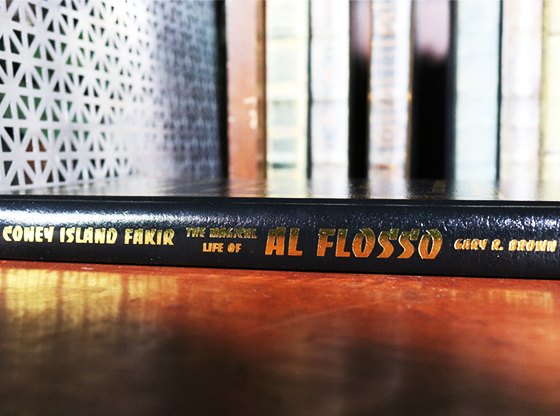 CONEY ISLAND FAKIR
THE MAGICAL
LIFE OF
AL FLOSSO
GARY R. BROWN